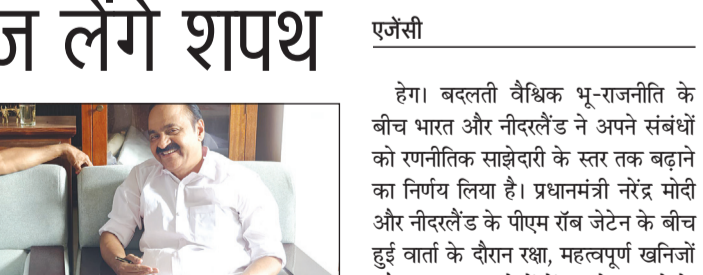 लेंगे शपथ
एजेंसी
हेग। बदलती वैश्विक भू-राजनीति के
बीच भारत और नीदरलैंड ने अपने संबंधों
को रणनीतिक साझेदारी के स्तर तक बढ़ाने
का निर्णय लिया है। प्रधानमंत्री नरेंद्र मोदी
और नीदरलैंड के पीएम रॉब जेटेन के बीच
हुई वार्ता के दौरान रक्षा, महत्वपूर्ण खनिजों